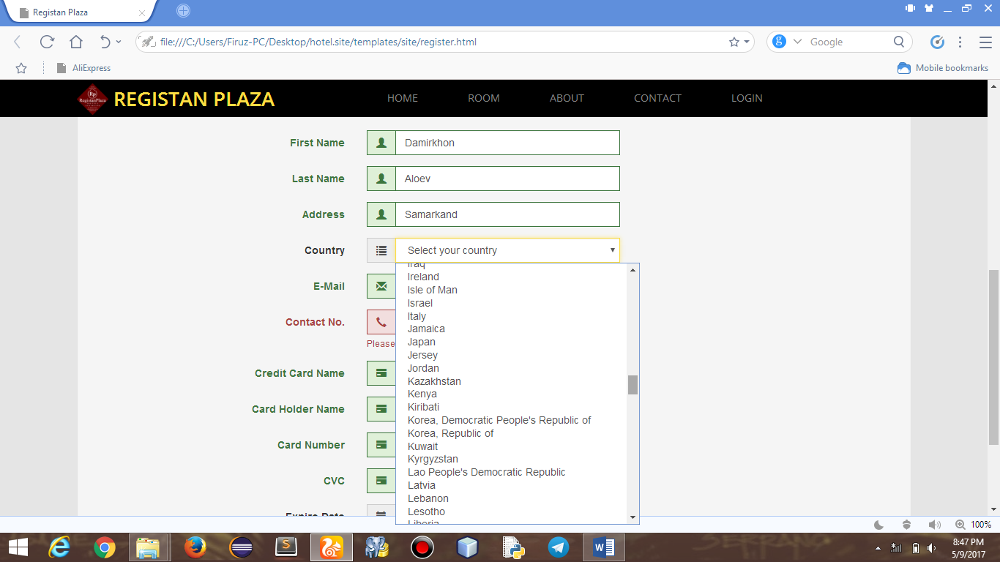 Registan Plaza
file:///C:/Users/Firuz-PC/Desktop/hotel.site/templates/site/register.html
g
Google
AliExpress
Mobile bookmarks
Rp
RegistanPlaza
REGISTAN PLAZA
HOME
ROOM
ABOUT
CONTACT
LOGIN
First Name
Damirkhon
Last Name
Aloev
Address
Samarkand
Country
Select your country
Iraq
Ireland
Isle of Man
Israel
Italy
Jamaica
Japan
Jersey
Jordan
Kazakhstan
Kenya
Kiribati
Korea, Democratic People's Republic of
Korea, Republic of
Kuwait
Kyrgyzstan
Lao People's Democratic Republic
Latvia
Lebanon
Lesotho
Liberia
E-Mail
Contact No.
Please
Credit Card Name
Card Holder Name
Card Number
CVC
Expire Date
100%
8:47 PM
5/9/2017